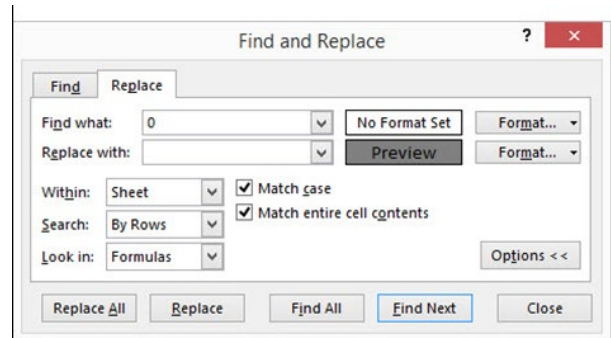 Find and Replace ? ×
Find Replace
Find what: 0 No Format Set Format...
Replace with: Preview Format...
Within: Sheet Match case
Search: By Rows Match entire cell contents
Look in: Formulas Options <<
Replace All Replace Find All Find Next Close